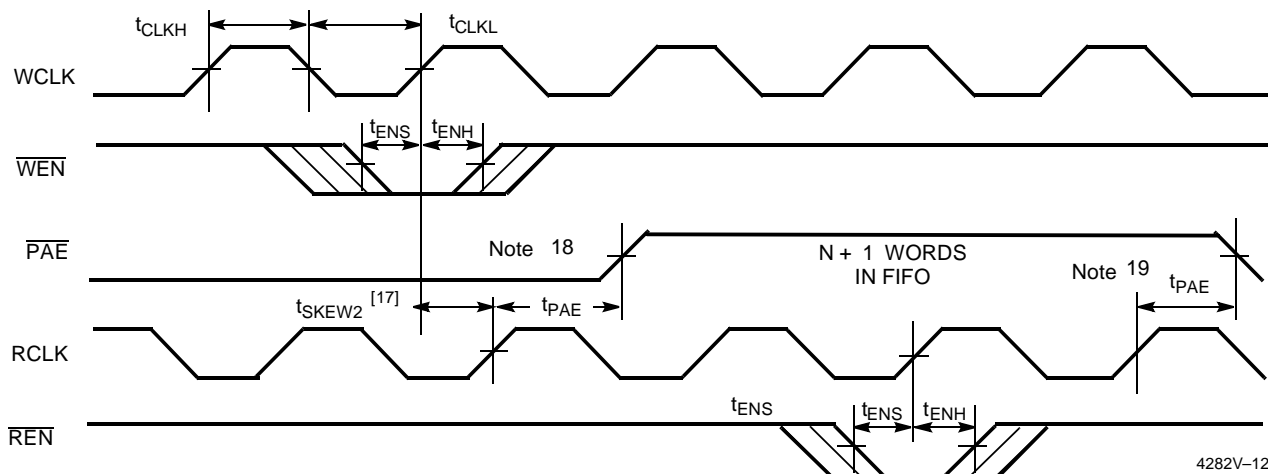 tCLKH
tCLKL
WCLK
tENS
tENH
WEN
PAE
Note 18
N + 1 WORDS
IN FIFO
Note 19
tPAE
tSKEW2 [17]
tPAE
RCLK
tENS
tENS
tENH
REN
4282V–12